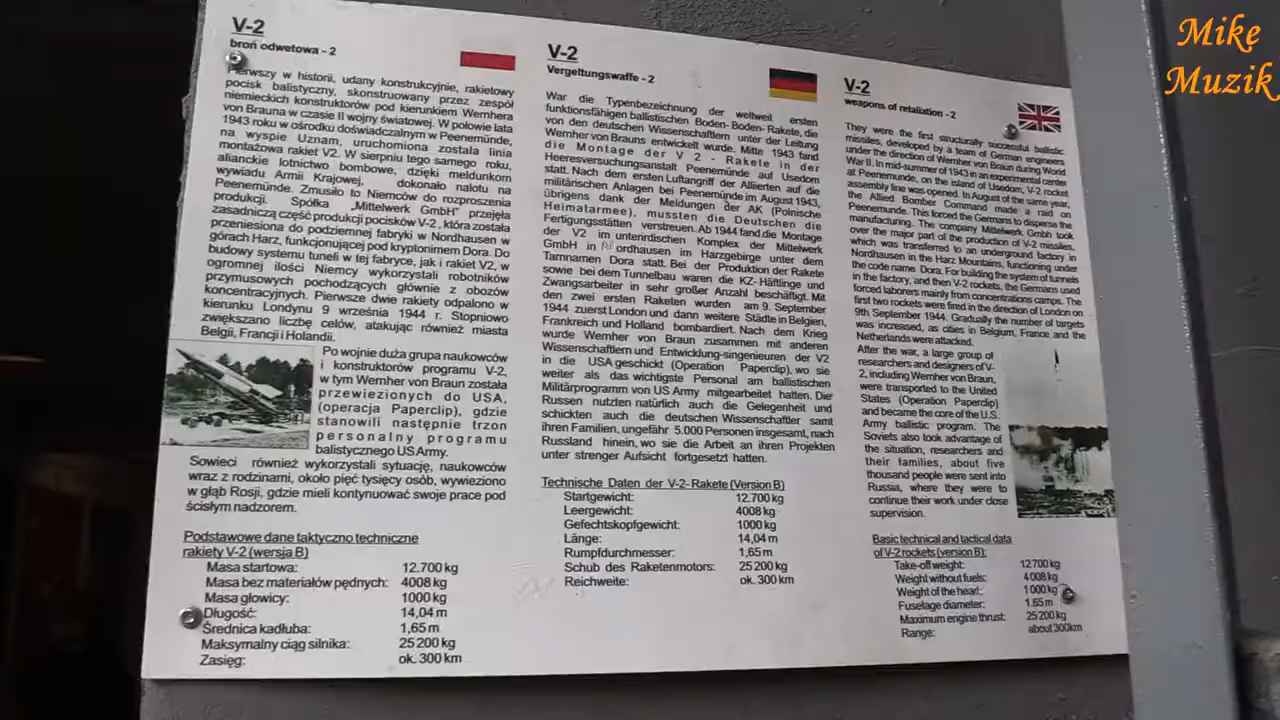 V-2
broń odwetowa - 2
Pierwszy w historii, udany konstrukcyjnie, rakietowy
pocisk balistyczny, skonstruowany przez zespół
niemieckich konstruktorów pod kierunkiem Wernhera
von Brauna w czasie II wojny światowej. W połowie lata
1943 roku w ośrodku doświadczalnym w Peenemünde,
na wyspie Uznam, uruchomiona została linia
montażowa rakiet V2. W sierpniu tego samego roku,
alianckie lotnictwo bombowe, dzięki meldunkom
wywiadu Armii Krajowej, dokonało nalotu na
Peenemünde. Zmusiło to Niemców do rozproszenia
produkcji. Spółka „Mittelwerk GmbH" przejęła
zasadniczą część produkcji pocisków V-2 , która została
przeniesiona do podziemnej fabryki w Nordhausen w
górach Harz, funkcjonującej pod kryptonimem Dora. Do
budowy systemu tuneli w tej fabryce, jak i rakiet V2, w
ogromnej ilości Niemcy wykorzystali robotników
przymusowych pochodzących głównie z obozów
koncentracyjnych. Pierwsze dwie rakiety odpalono w
kierunku Londynu 9 września 1944 r. Stopniowo
zwiększano liczbę celów, atakując również miasta
Belgii, Francji i Holandii.
Po wojnie duża grupa naukowców
i konstruktorów programu V-2,
w tym Wernher von Braun została
przewiezionych do USA,
(operacja Paperclip), gdzie
stanowili następnie trzon
personalny programu
balistycznego US Army.
Sowieci również wykorzystali sytuację, naukowców
wraz z rodzinami, około pięć tysięcy osób, wywieziono
w głąb Rosji, gdzie mieli kontynuować swoje prace pod
ścisłym nadzorem.
Podstawowe dane taktyczno techniczne
rakiety V-2 (wersja B)
Masa startowa: 12.700 kg
Masa bez materiałów pędnych: 4008 kg
Masa głowicy: 1000 kg
Długość: 14,04 m
Średnica kadłuba: 1,65 m
Maksymalny ciąg silnika: 25 200 kg
Zasięg: ok. 300 km
V-2
Vergeltungswaffe - 2
War die Typenbezeichnung der weltweil ersten
funktionsfähigen ballistischen Boden- Boden- Rakete, die
von den deutschen Wissenschaftlern unter der Leitung
Wernher von Brauns entwickelt wurde. Mitte 1943 fand
die Montage der V 2 - Rakete in der
Heeresversuchungsanstalt Peenemünde auf Usedom
statt. Nach dem ersten Luftangriff der Alliierten auf die
militärischen Anlagen bei Peenemünde im August 1943,
übrigens dank der Meldungen der AK (Polnische
Heimatarmee), mussten die Deutschen die
Fertigungsstätten verstreuen. Ab 1944 fand die Montage
der V2 im unterirdischen Komplex der Mittelwerk
GmbH in Nordhausen im Harzgebirge unter dem
Tarnnamen Dora statt. Bei der Produktion der Rakete
sowie bei dem Tunnelbau waren die KZ- Häftlinge und
Zwangsarbeiter in sehr großer Anzahl beschäftigt. Mit
den zwei ersten Raketen wurden am 9. September
1944 zuerst London und dann weitere Städte in Belgien,
Frankreich und Holland bombardiert. Nach dem Krieg
wurde Wernher von Braun zusammen mit anderen
Wissenschaftlern und Entwicklung-singenieuren der V2
in die USA geschickt (Operation Paperclip), wo sie
weiter als das wichtigste Personal am ballistischen
Militärprogramm von US Army mitgearbeitet hatten. Die
Russen nutzten natürlich auch die Gelegenheit und
schickten auch die deutschen Wissenschaftler samt
ihren Familien, ungefähr 5.000 Personen insgesamt, nach
Russland hinein, wo sie die Arbeit an ihren Projekten
unter strenger Aufsicht fortgesetzt hatten.
Technische Daten der V-2- Rakete (Version B)
Startgewicht: 12.700 kg
Leergewicht: 4008 kg
Gefechtskopfgewicht: 1000 kg
Länge: 14,04 m
Rumpfdurchmesser: 1,65 m
Schub des Raketenmotors: 25 200 kg
Reichweite: ok. 300 km
V-2
weapons of retaliation - 2
They were the first structurally successful ballistic
missiles, developed by a team of German engineers
under the direction of Wernher von Braun during World
War II. In mid-summer of 1943 in an experimental center
at Peenemunde, on the island of Usedom, V-2 rocket
assembly line was opened. In August of the same year,
the Allied Bomber Command made a raid on
Peenemunde. This forced the Germans to disperse the
manufacturing. The company Mittelwerk Gmbh took
over the major part of the production of V-2 missiles,
which was transferred to an underground factory in
Nordhausen in the Harz Mountains, functioning under
the code name Dora. For building the system of tunnels
in the factory, and then V-2 rockets, the Germans used
forced laborers mainly from concentrations camps. The
first two rockets were fired in the direction of London on
9th September 1944. Gradually the number of targets
was increased, as cities in Belgium, France and the
Netherlands were attacked.
After the war, a large group of
researchers and designers of V-
2, including Wernher von Braun,
were transported to the United
States (Operation Paperclip)
and became the core of the U.S.
Army ballistic program. The
Soviets also took advantage of
the situation, researchers and
their families, about five
thousand people were sent into
Russia, where they were to
continue their work under close
supervision.
Basic technical and tactical data
of V-2 rockets (version B):
Take-off weight: 12 700 kg
Weight without fuels: 4 008 kg
Weight of the head: 1 000 kg
Fuselage diameter: 1.65 m
Maximum engine thrust: 25 200 kg
Range: about 300km
Mike
Muzik